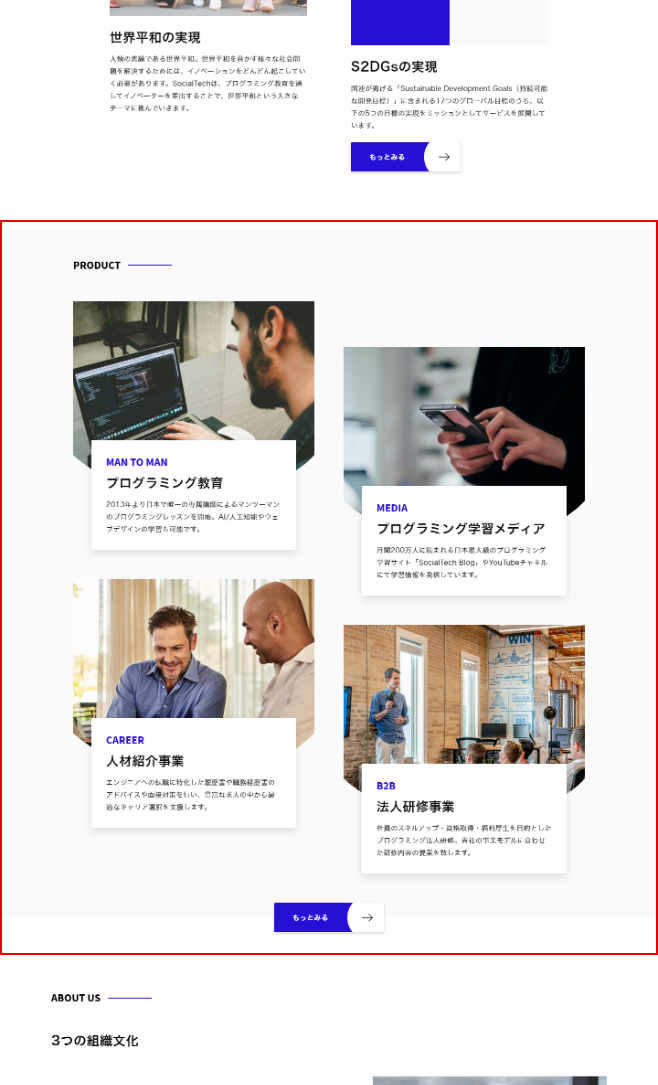 世界平和の実現
人類の悲願である世界平和。世界平和を脅かす様々な社会問
題を解決するためには、イノベーションをどんどん起こしてい
く必要があります。SocialTechは、プログラミング教育を通
してイノベーターを輩出することで、世界平和という大きな
テーマに挑んでいきます。
S2DGsの実現
国連が掲げる「Sustainable Development Goals（持続可能
な開発目標）」に含まれる17つのグローバル目標のうち、以
下の5つの目標の実現をミッションとしてサービスを展開して
います。
もっとみる
PRODUCT
MAN TO MAN
プログラミング教育
2013年より日本で唯一の専属講師によるマンツーマン
のプログラミングレッスンを開始。AI/人工知能やウェ
ブデザインの学習も可能です。
MEDIA
プログラミング学習メディア
月間200万人に読まれる日本最大級のプログラミング
学習サイト「SocialTech Blog」やYouTubeチャネル
にて学習情報を発信しています。
CAREER
人材紹介事業
エンジニアへの転職に特化した履歴書や職務経歴書の
アドバイスや面接対策を行い、豊富な求人の中から最
適なキャリア選択を支援します。
B2B
法人研修事業
社員のスキルアップ・資格取得・福利厚生を目的とした
プログラミング法人研修。貴社の事業モデルに合わせ
た研修内容の提案を致します。
WIN
もっとみる
ABOUT US
3つの組織文化